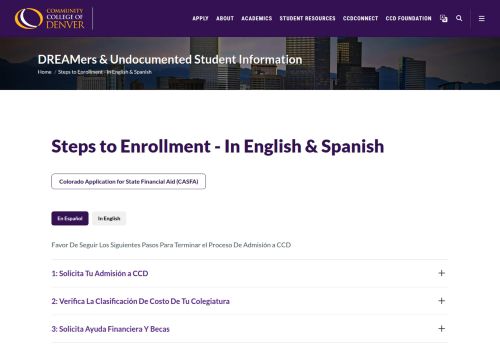 COMMUNITY
COLLEGE OF
DENVER
APPLY ABOUT ACADEMICS STUDENT RESOURCES CCDCONNECT CCD FOUNDATION
DREAMers & Undocumented Student Information
Home / Steps to Enrollment - In English & Spanish
Steps to Enrollment - In English & Spanish
Colorado Application for State Financial Aid (CASFA)
En Español In English
Favor De Seguir Los Siguientes Pasos Para Terminar el Proceso De Admisión a CCD
1: Solicita Tu Admisión a CCD
2: Verifica La Clasificación De Costo De Tu Colegiatura
3: Solicita Ayuda Financiera Y Becas